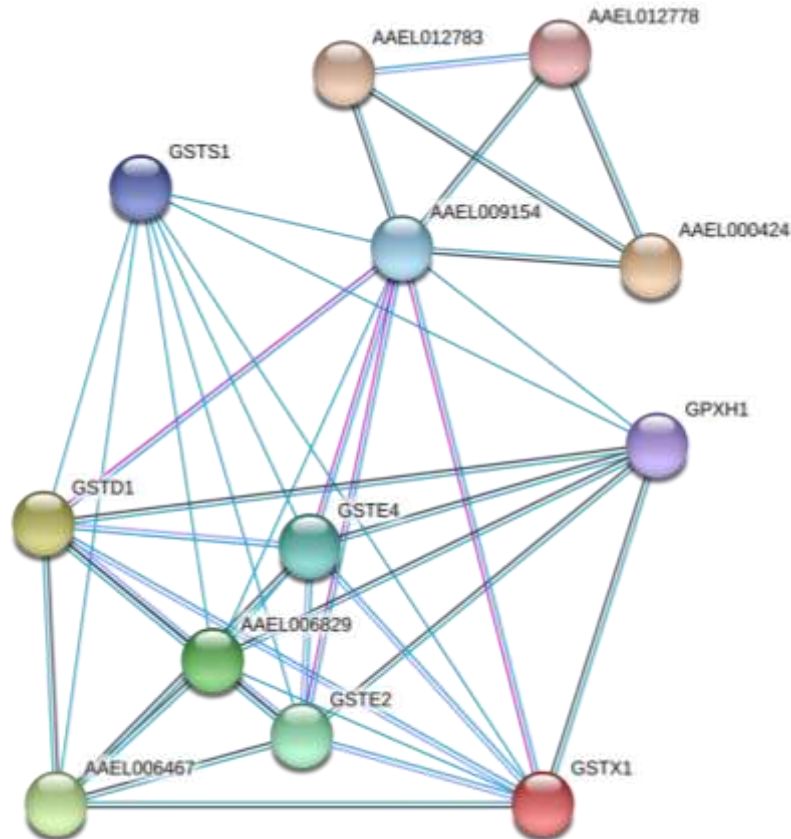 AAEL012778
AAEL012783
GSTS1
AAEL009154
AAEL000424
GPXH1
GSTD1
GSTE4
AAEL006829
GSTE2
AAEL006467
GSTX1